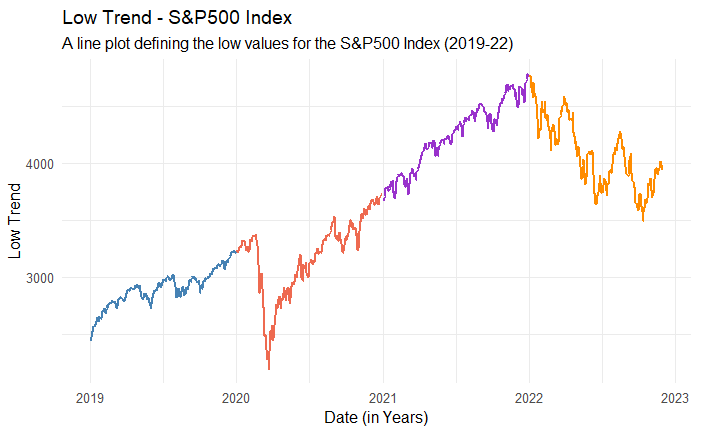 Low Trend - S&P500 Index
A line plot defining the low values for the S&P500 Index (2019-22)
4000
3000
Low Trend
2019 2020 2021 2022 2023
Date (in Years)